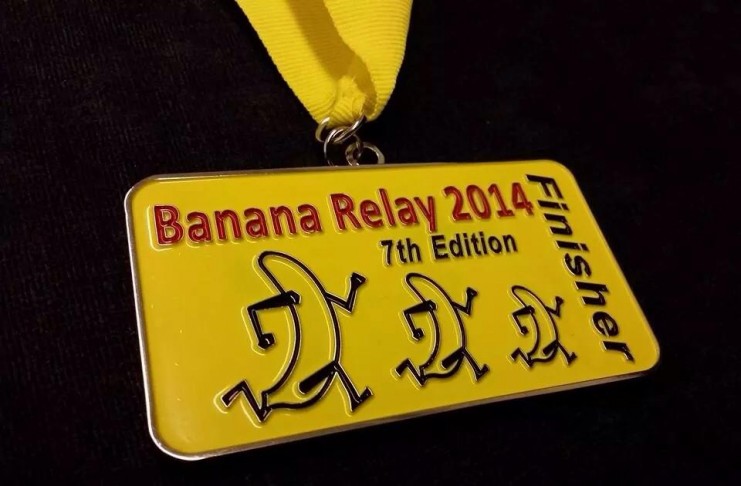 Banana Relay 2014
7th Edition
Finisher